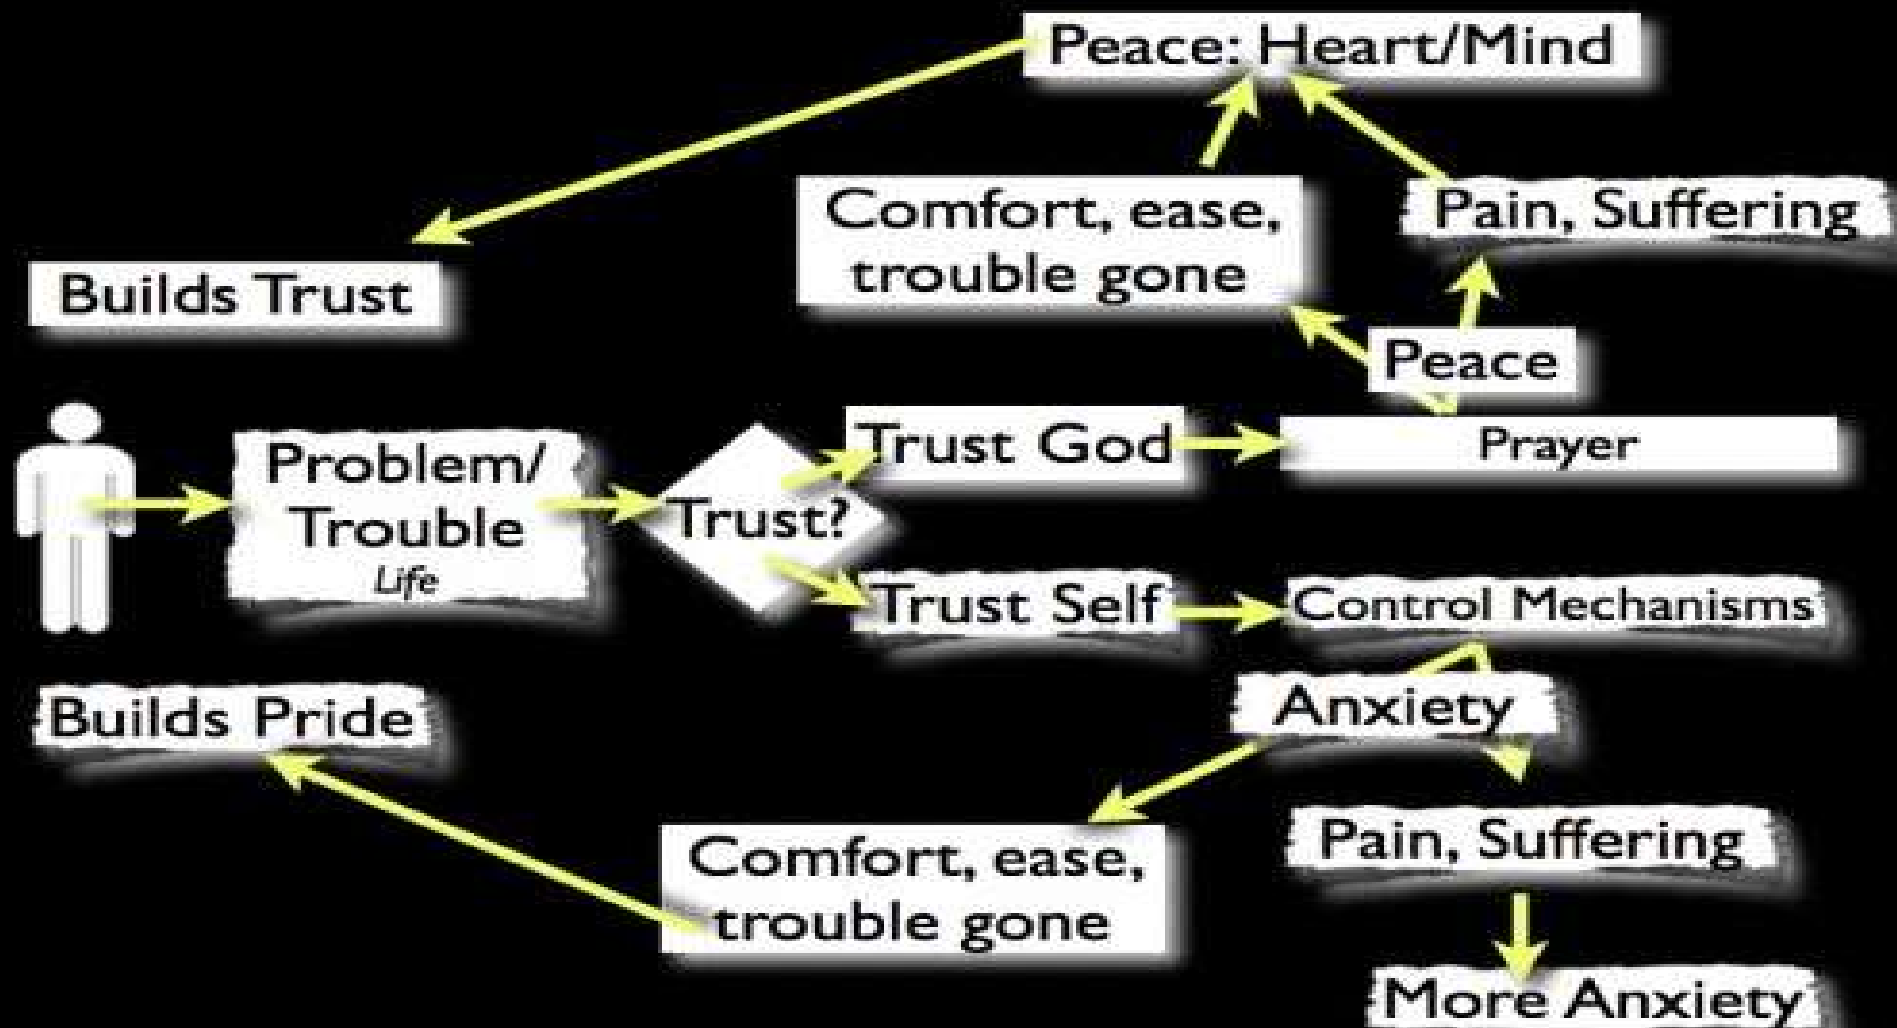 Peace: Heart/Mind
Comfort, ease,
trouble gone
Pain, Suffering
Builds Trust
Peace
Problem/
Trouble
Life
Trust?
Trust God
Prayer
Trust Self
Control Mechanisms
Builds Pride
Anxiety
Comfort, ease,
trouble gone
Pain, Suffering
More Anxiety